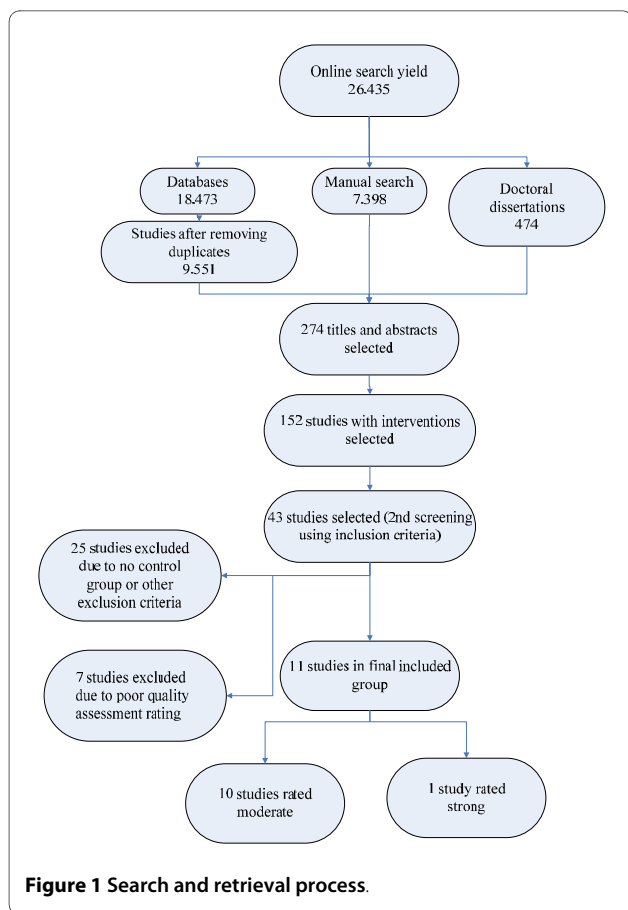 Online search yield
26.435
Databases
18.473
Manual search
7.398
Doctoral
dissertations
474
Studies after removing
duplicates
9.551
274 titles and abstracts
selected
152 studies with interventions
selected
43 studies selected (2nd screening
using inclusion criteria)
25 studies excluded
due to no control
group or other
exclusion criteria
7 studies excluded
due to poor quality
assessment rating
11 studies in final included
group
10 studies rated
moderate
1 study rated
strong
Figure 1 Search and retrieval process.